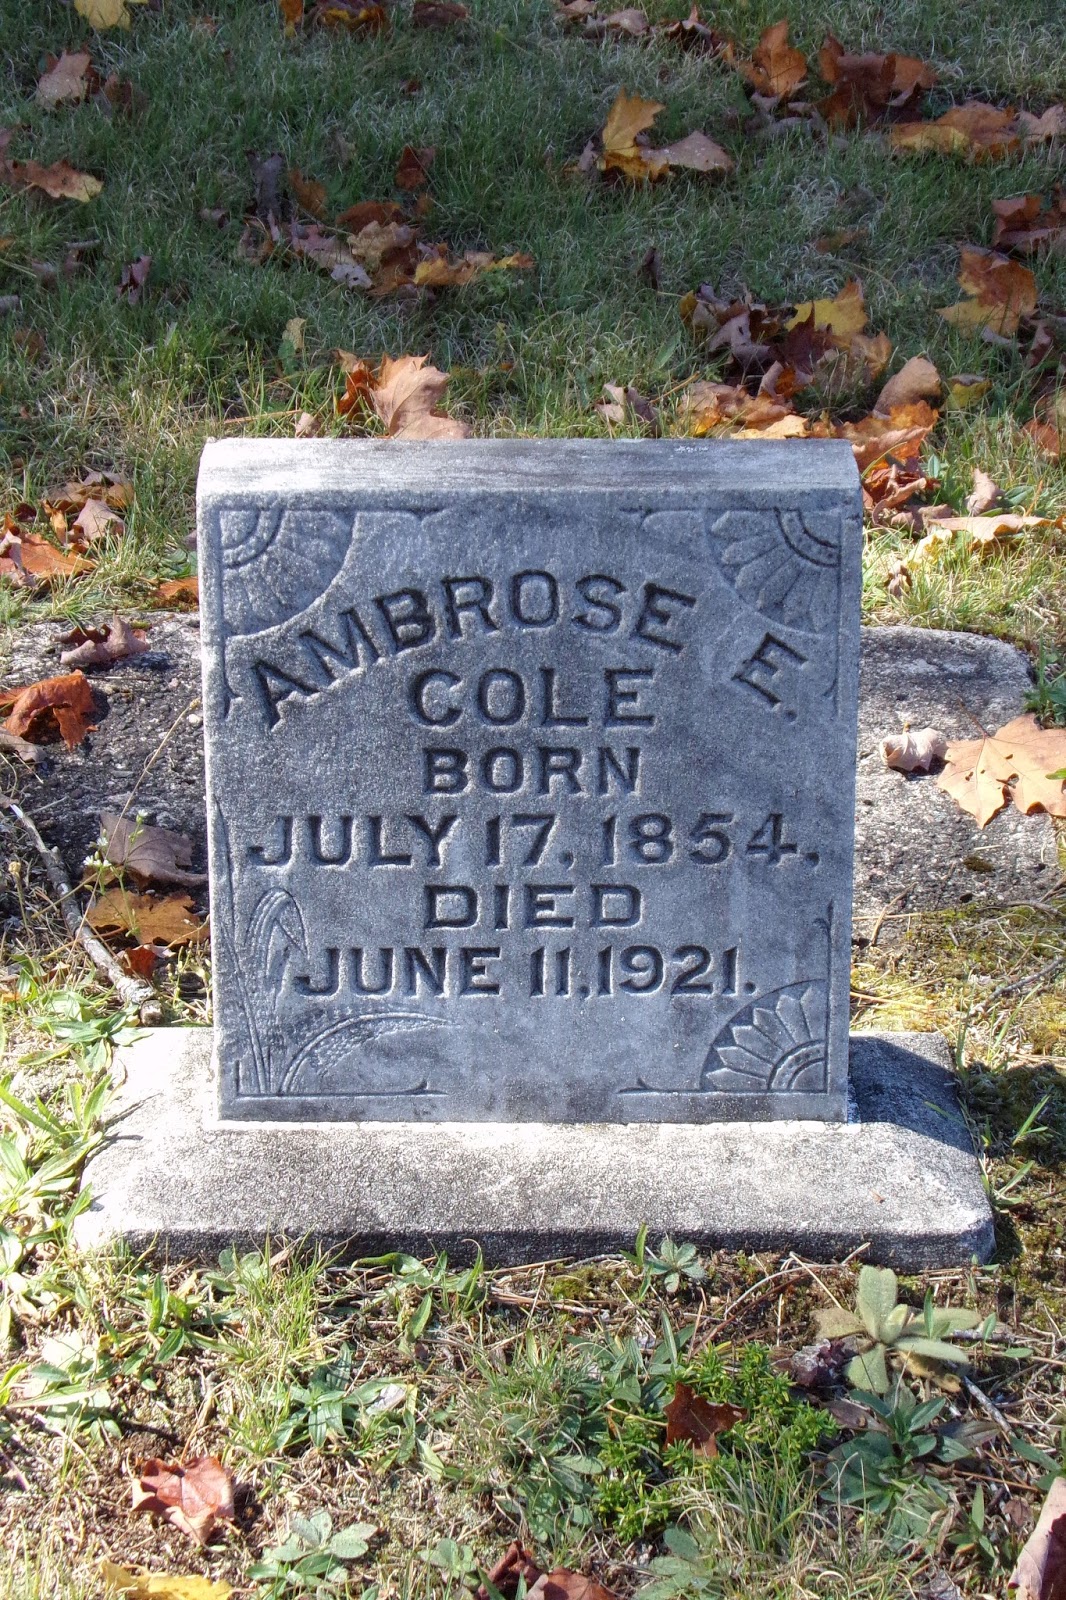 AMBROSE E.
COLE
BORN
JULY 17, 1854.
DIED
JUNE 11, 1921.